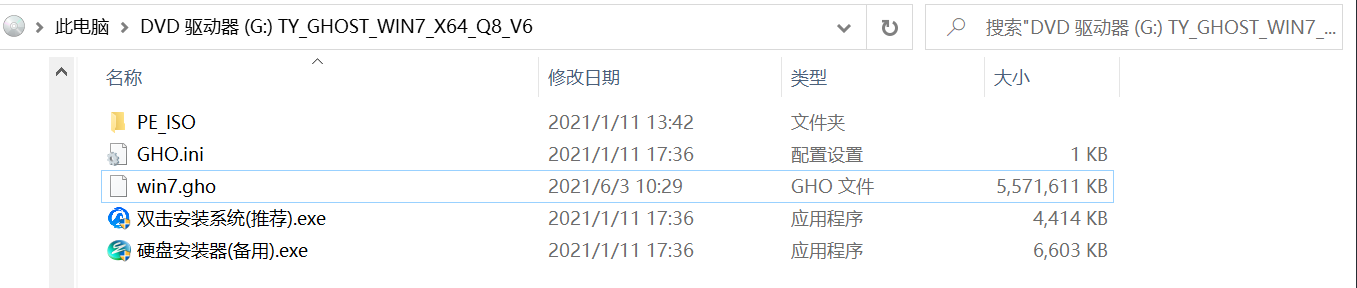 此电脑 DVD 驱动器 (G:) TY_GHOST_WIN7_X64_Q8_V6 搜索"DVD 驱动器 (G:) TY_GHOST_WIN7_...
名称 修改日期 类型 大小
PE_ISO 2021/1/11 13:42 文件夹
GHO.ini 2021/1/11 17:36 配置设置 1 KB
win7.gho 2021/6/3 10:29 GHO 文件 5,571,611 KB
双击安装系统(推荐).exe 2021/1/11 17:36 应用程序 4,414 KB
硬盘安装器(备用).exe 2021/1/11 17:36 应用程序 6,603 KB